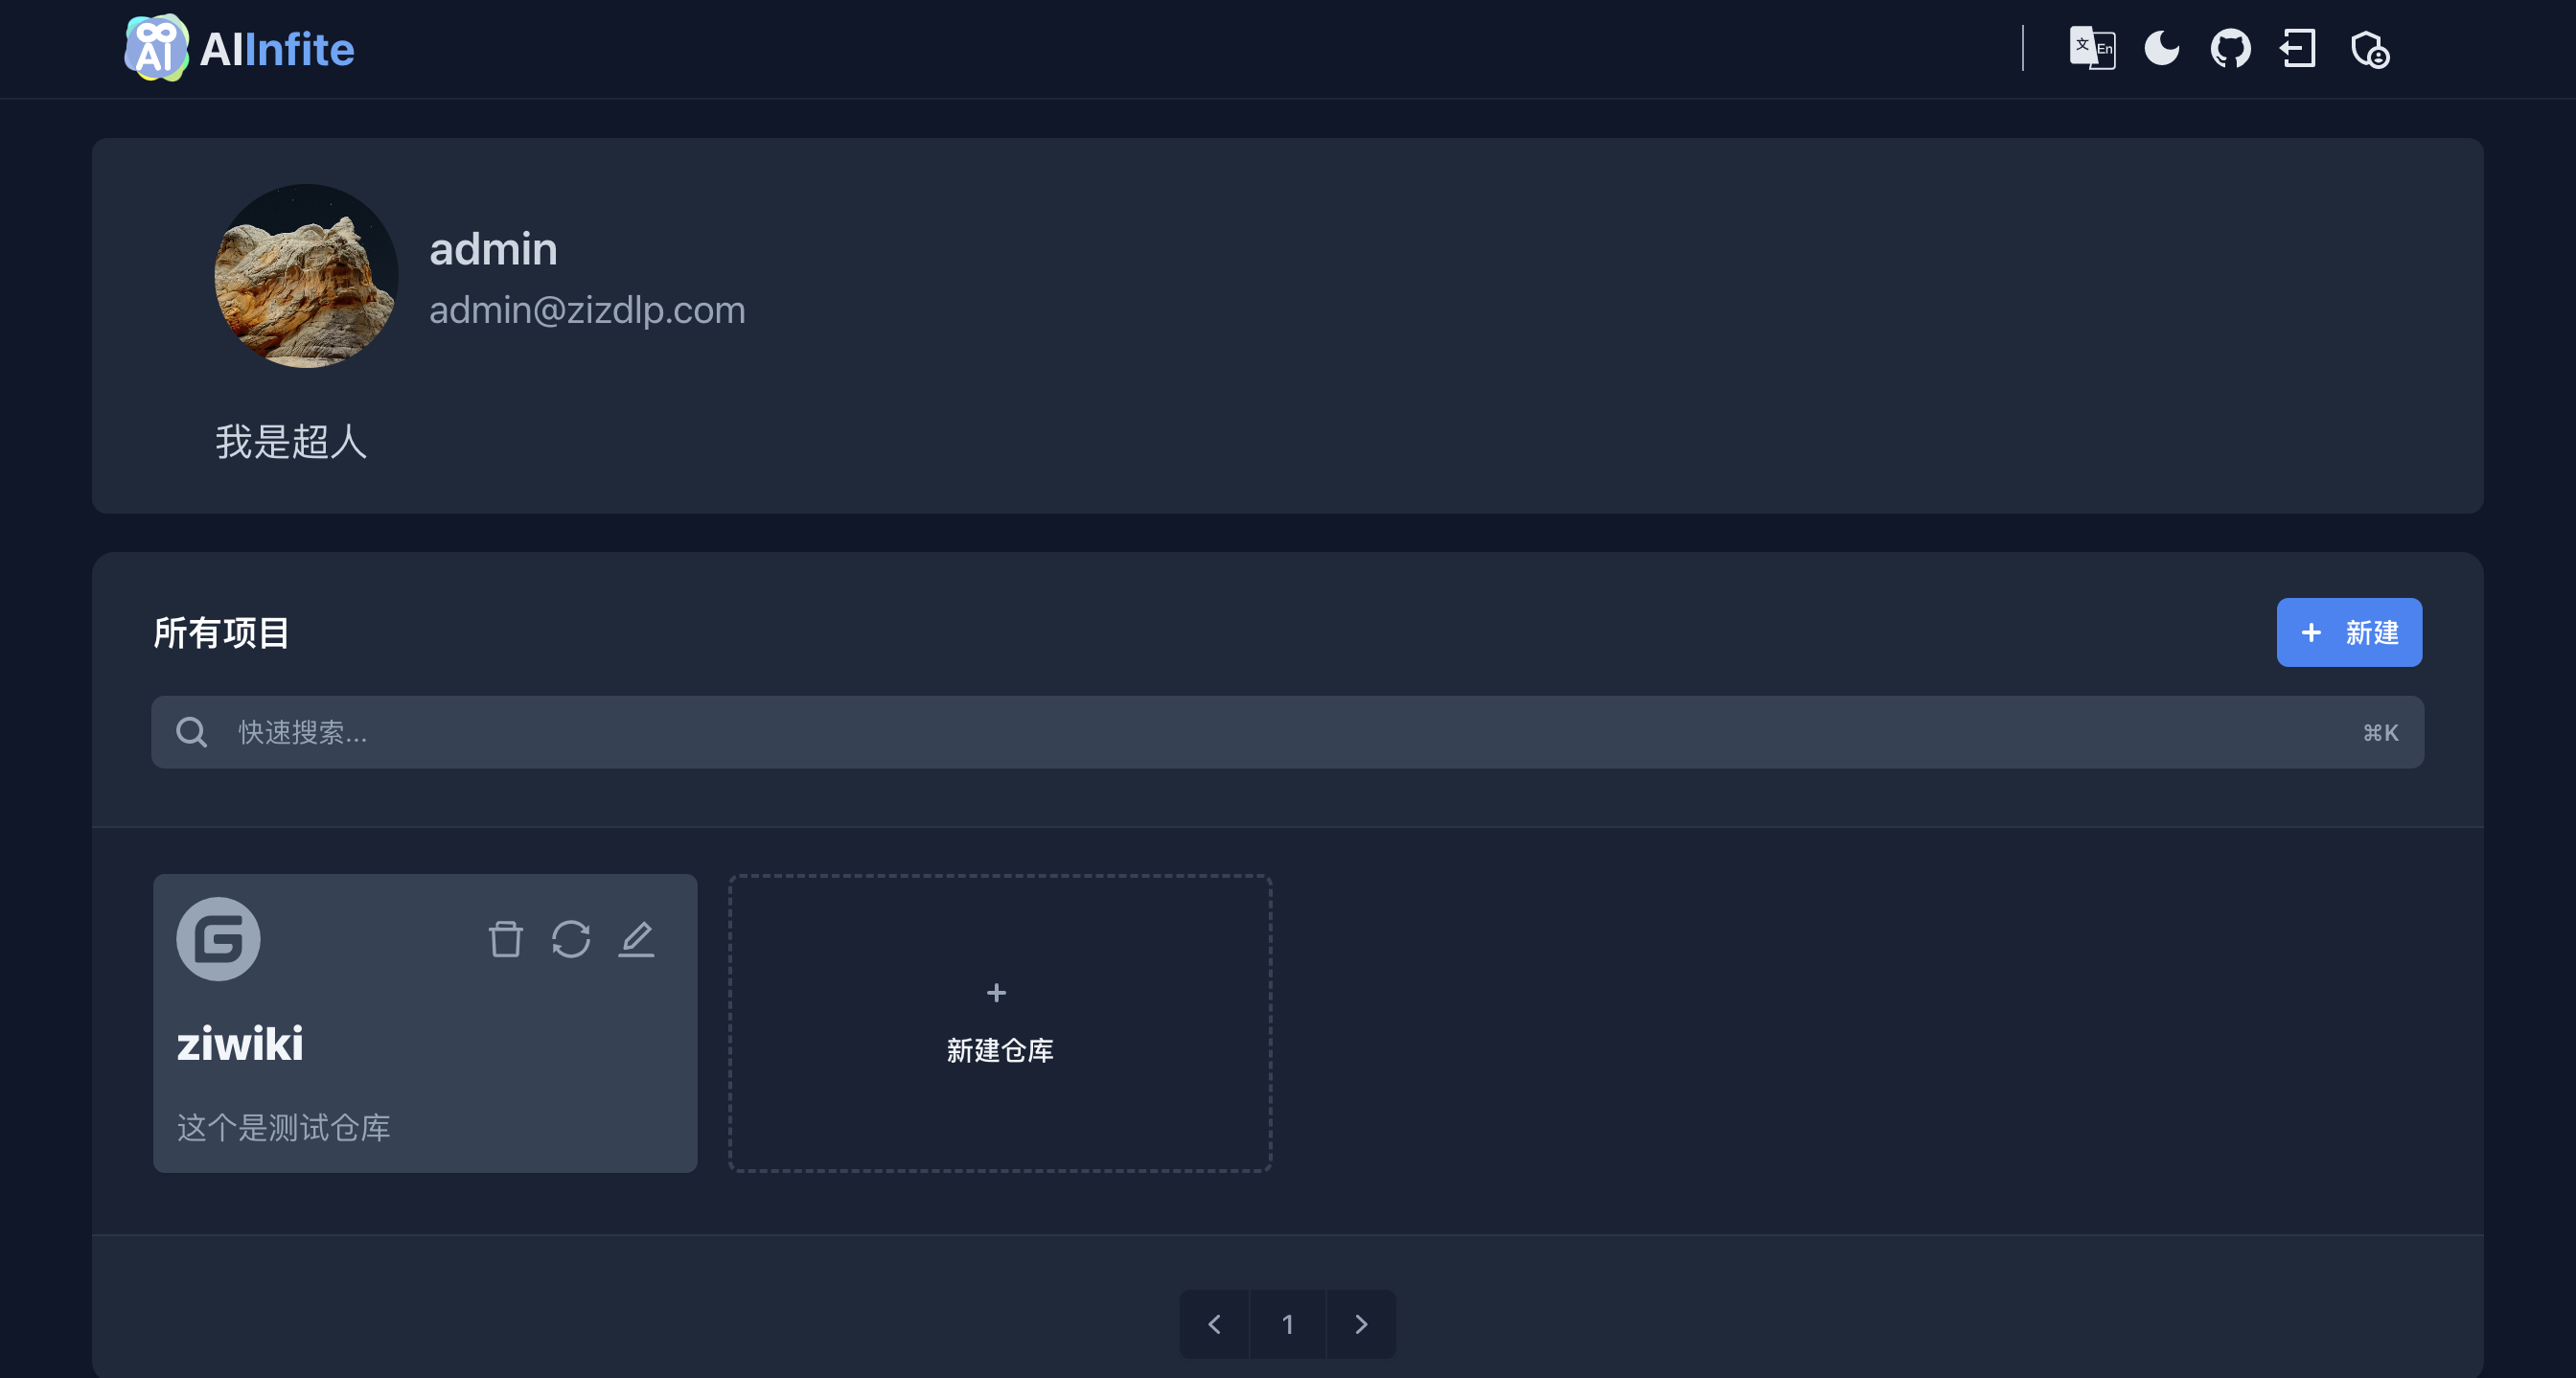 AI AIInfite
文 En
admin
admin@zizdlp.com
我是超人
所有项目
+ 新建
快速搜索...
⌘K
ziwiki
这个是测试仓库
+
新建仓库
1